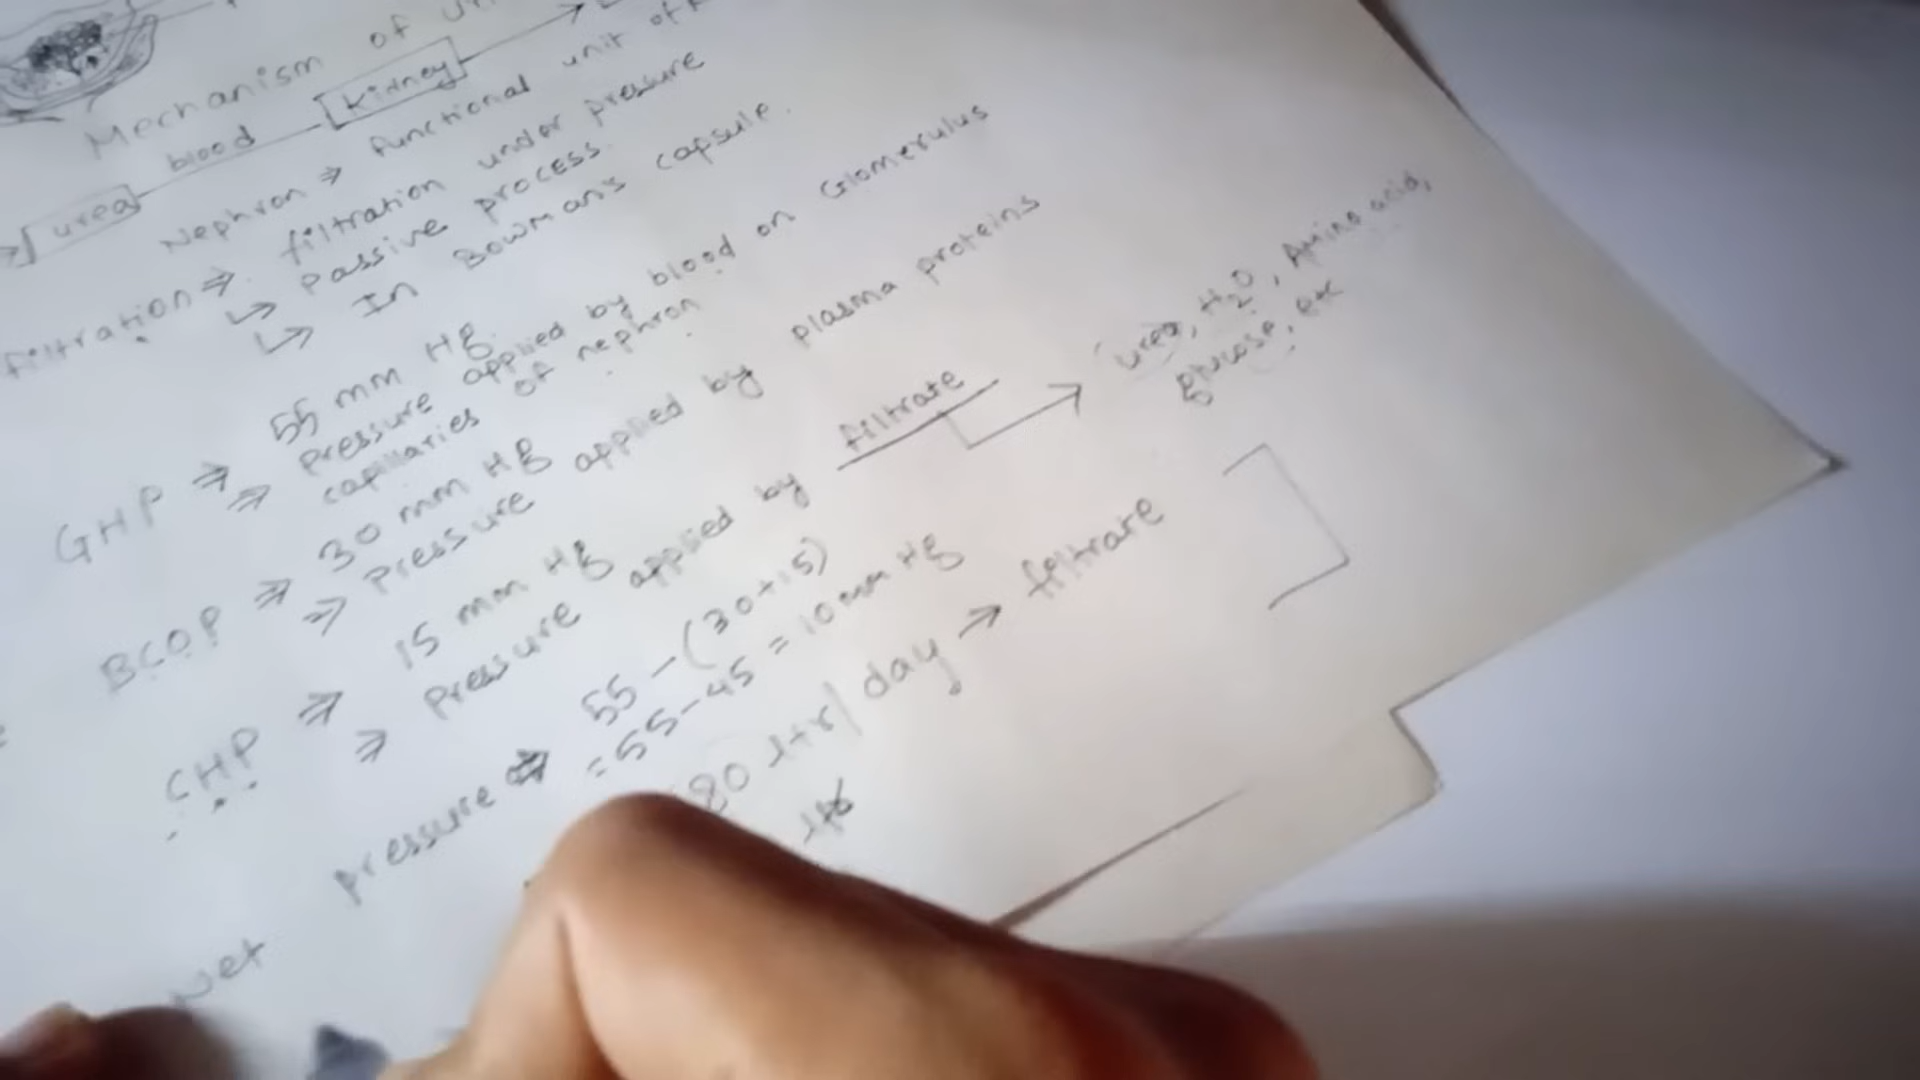 Mechanism of
urea blood Kidney
Nephron ⇒ functional unit of
filtration ⇒ filtration under pressure
↳ Passive process.
↳ In Bowman's capsule.
GHP ⇒ 55 mm Hg
⇒ Pressure applied by blood on Glomerulus
capillaries of nephron
BCOP ⇒ 30 mm Hg
⇒ Pressure applied by plasma proteins
CHP ⇒ 15 mm Hg
⇒ Pressure applied by filtrate → urea, H2O, Amino acid,
glucose, etc
Net pressure ⇒ 55 - (30+15)
= 55-45 = 10 mm Hg
80 ltr/day → filtrate